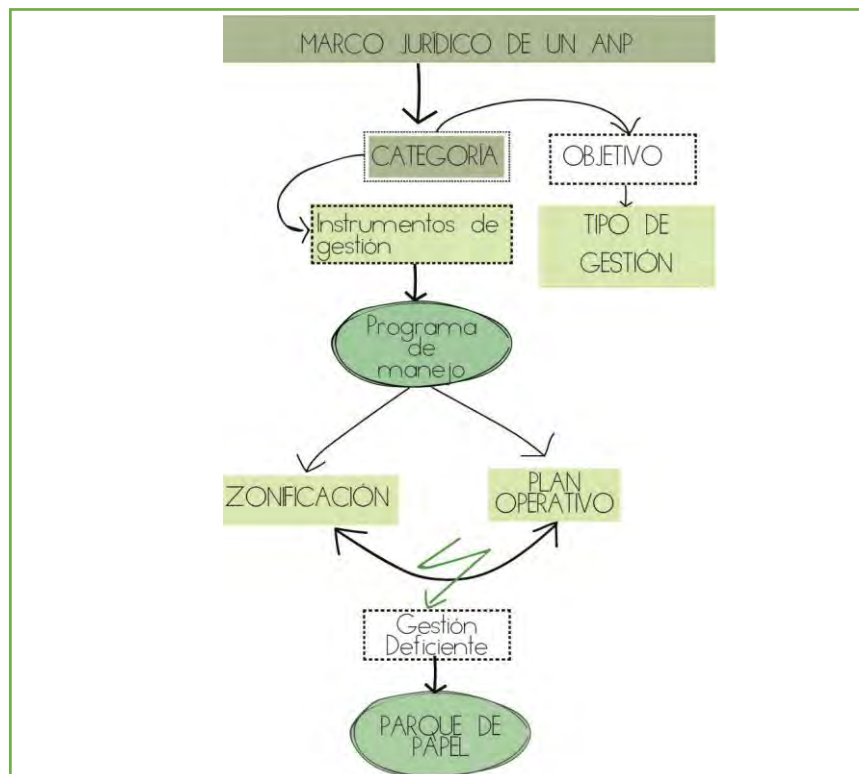 MARCO JURÍDICO DE UN ANP
CATEGORÍA
OBJETIVO
Instrumentos de
gestión
TIPO DE
GESTIÓN
Programa
de
manejo
ZONIFICACIÓN
PLAN
OPERATIVO
Gestión
Deficiente
PARQUE DE
PAPEL